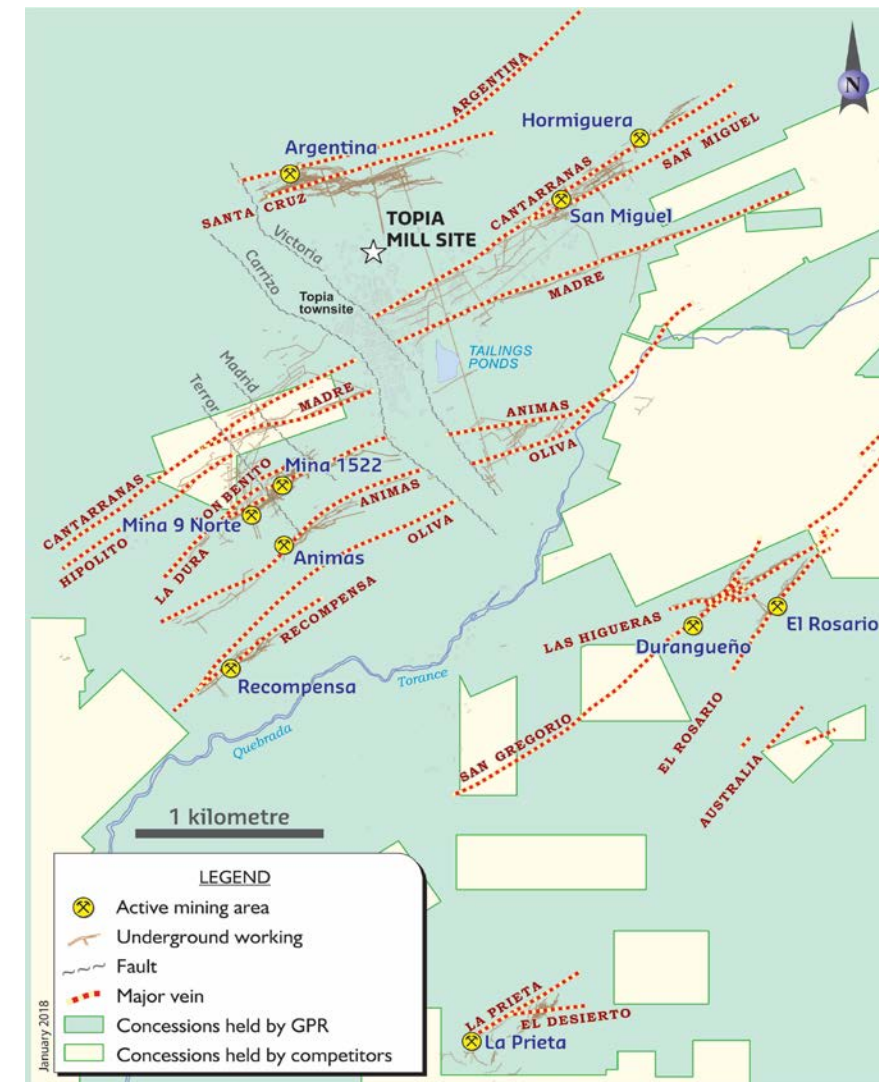 N
ARGENTINA
Hormiguera
Argentina
SAN MIGUEL
CANTARRANAS
SANTA CRUZ
San Miguel
TOPIA
MILL SITE
Victoria
Carrizo
MADRE
Topia
townsite
TAILINGS
PONDS
Madrid
Terror
MADRE
ANIMAS
OLIVA
ON BENITO
Mina 1522
CANTARRANAS
ANIMAS
Mina 9 Norte
OLIVA
HIPOLITO
LA DURA
Animas
RECOMPENSA
LAS HIGUERAS
El Rosario
Durangueño
Recompensa
Torance
Quebrada
SAN GREGORIO
EL ROSARIO
AUSTRALIA
1 kilometre
LEGEND
Active mining area
Underground working
Fault
Major vein
Concessions held by GPR
Concessions held by competitors
January 2018
LA PRIETA
EL DESIERTO
La Prieta